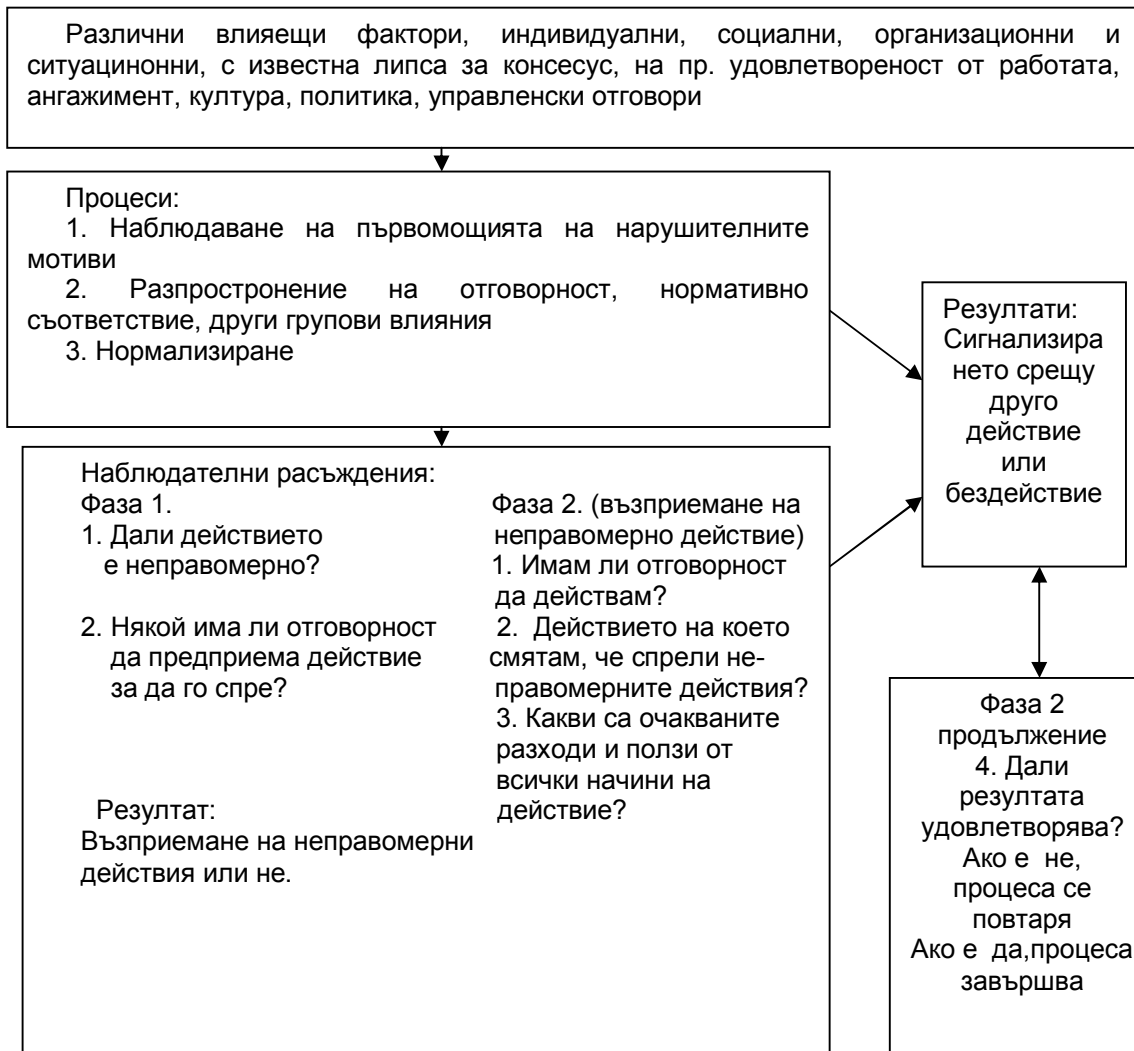 Различни влияещи фактори, индивидуални, социални, организационни и
ситуацинонни, с известна липса за консесус, на пр. удовлетвореност от работата,
ангажимент, култура, политика, управленски отговори
Процеси:
1. Наблюдаване на първомощията на нарушителните
мотиви
2. Разпростронение на отговорност, нормативно
съответствие, други групови влияния
3. Нормализиране
Резултати:
Сигнализира
нето срещу
друго
действие
или
бездействие
Наблюдателни расъждения:
Фаза 1.
1. Дали действието
е неправомерно?
2. Някой има ли отговорност
да предприема действие
за да го спре?
Резултат:
Възприемане на неправомерни
действия или не.
Фаза 2. (възприемане на
неправомерно действие)
1. Имам ли отговорност
да действам?
2. Действието на което
смятам, че спрели не-
правомерните действия?
3. Какви са очакваните
разходи и ползи от
всички начини на
действие?
Фаза 2
продължение
4. Дали
резултата
удовлетворява?
Ако е не,
процеса се
повтаря
Ако е да,процеса
завършва